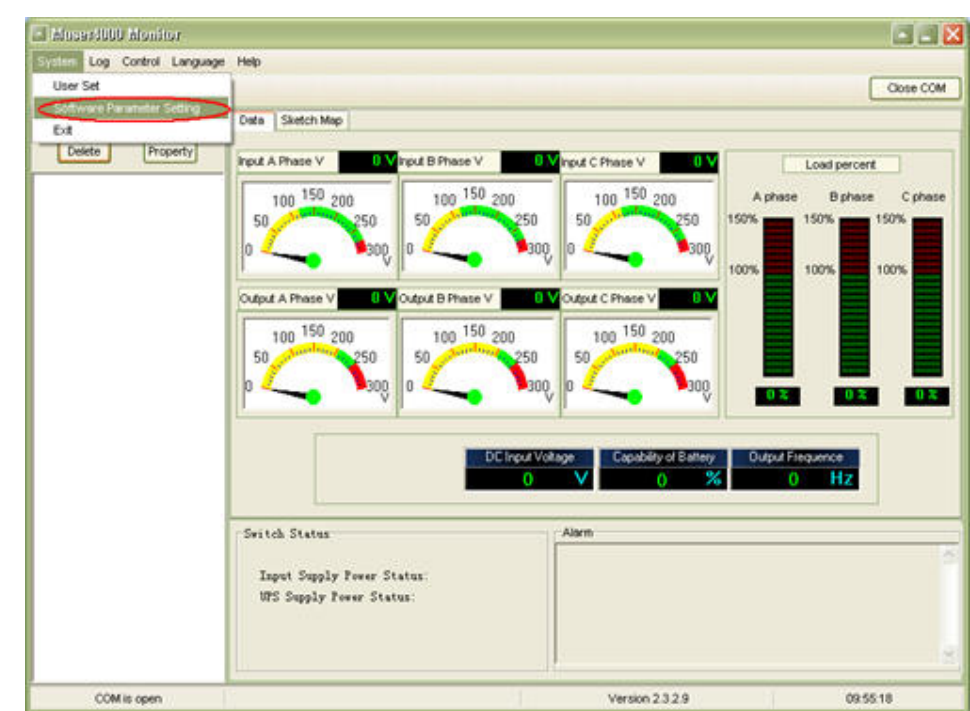 Muser4000 Monitor
System Log Control Language Help
User Set
Software Parameter Setting
Exit
Close COM
Delete Property
Data Sketch Map
Input A Phase V 0 V Input B Phase V 0 V Input C Phase V 0 V
0 50 100 150 200 250 300 V
0 50 100 150 200 250 300 V
0 50 100 150 200 250 300 V
Output A Phase V 0 V Output B Phase V 0 V Output C Phase V 0 V
0 50 100 150 200 250 300 V
0 50 100 150 200 250 300 V
0 50 100 150 200 250 300 V
Load percent
A phase B phase C phase
150% 150% 150%
100% 100% 100%
0 % 0 % 0 %
DC Input Voltage Capability of Battery Output Frequence
0 V 0 % 0 Hz
Switch Status
Input Supply Power Status:
UPS Supply Power Status:
Alarm
COM is open Version 2.3.2.9 09:55:18